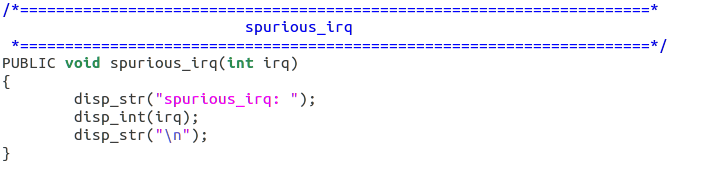 /*======================================================================*
                           spurious_irq
 *======================================================================*/
PUBLIC void spurious_irq(int irq)
{
        disp_str("spurious_irq: ");
        disp_int(irq);
        disp_str("\n");
}